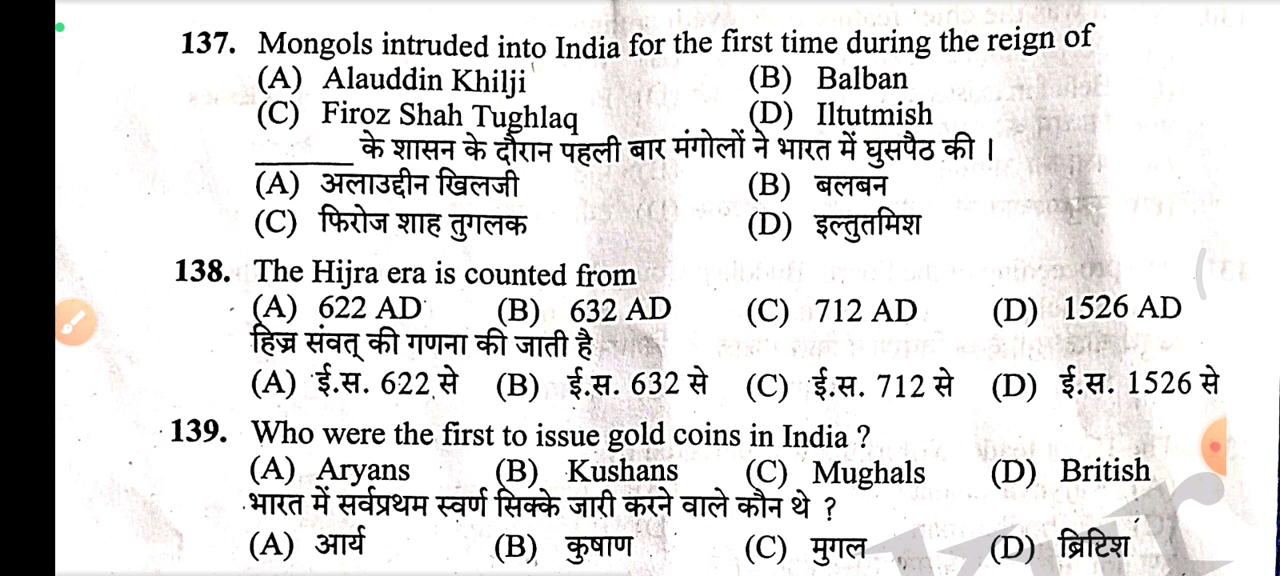 137. Mongols intruded into India for the first time during the reign of
(A) Alauddin Khilji (B) Balban
(C) Firoz Shah Tughlaq (D) Iltutmish
______ के शासन के दौरान पहली बार मंगोलों ने भारत में घुसपैठ की ।
(A) अलाउद्दीन खिलजी (B) बलबन
(C) फिरोज शाह तुगलक (D) इल्तुतमिश
138. The Hijra era is counted from
(A) 622 AD (B) 632 AD (C) 712 AD (D) 1526 AD
हिज्र संवत् की गणना की जाती है
(A) ई.स. 622 से (B) ई.स. 632 से (C) ई.स. 712 से (D) ई.स. 1526 से
139. Who were the first to issue gold coins in India ?
(A) Aryans (B) Kushans (C) Mughals (D) British
भारत में सर्वप्रथम स्वर्ण सिक्के जारी करने वाले कौन थे ?
(A) आर्य (B) कुषाण (C) मुगल (D) ब्रिटिश